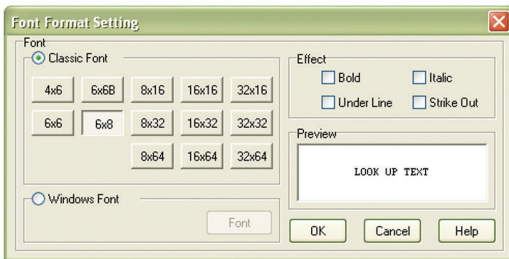 Font Format Setting
Font
Classic Font
4x6 6x6B 8x16 16x16 32x16
6x6 6x8 8x32 16x32 32x32
8x64 16x64 32x64
Windows Font
Font
Effect
Bold Italic
Under Line Strike Out
Preview
LOOK UP TEXT
OK Cancel Help